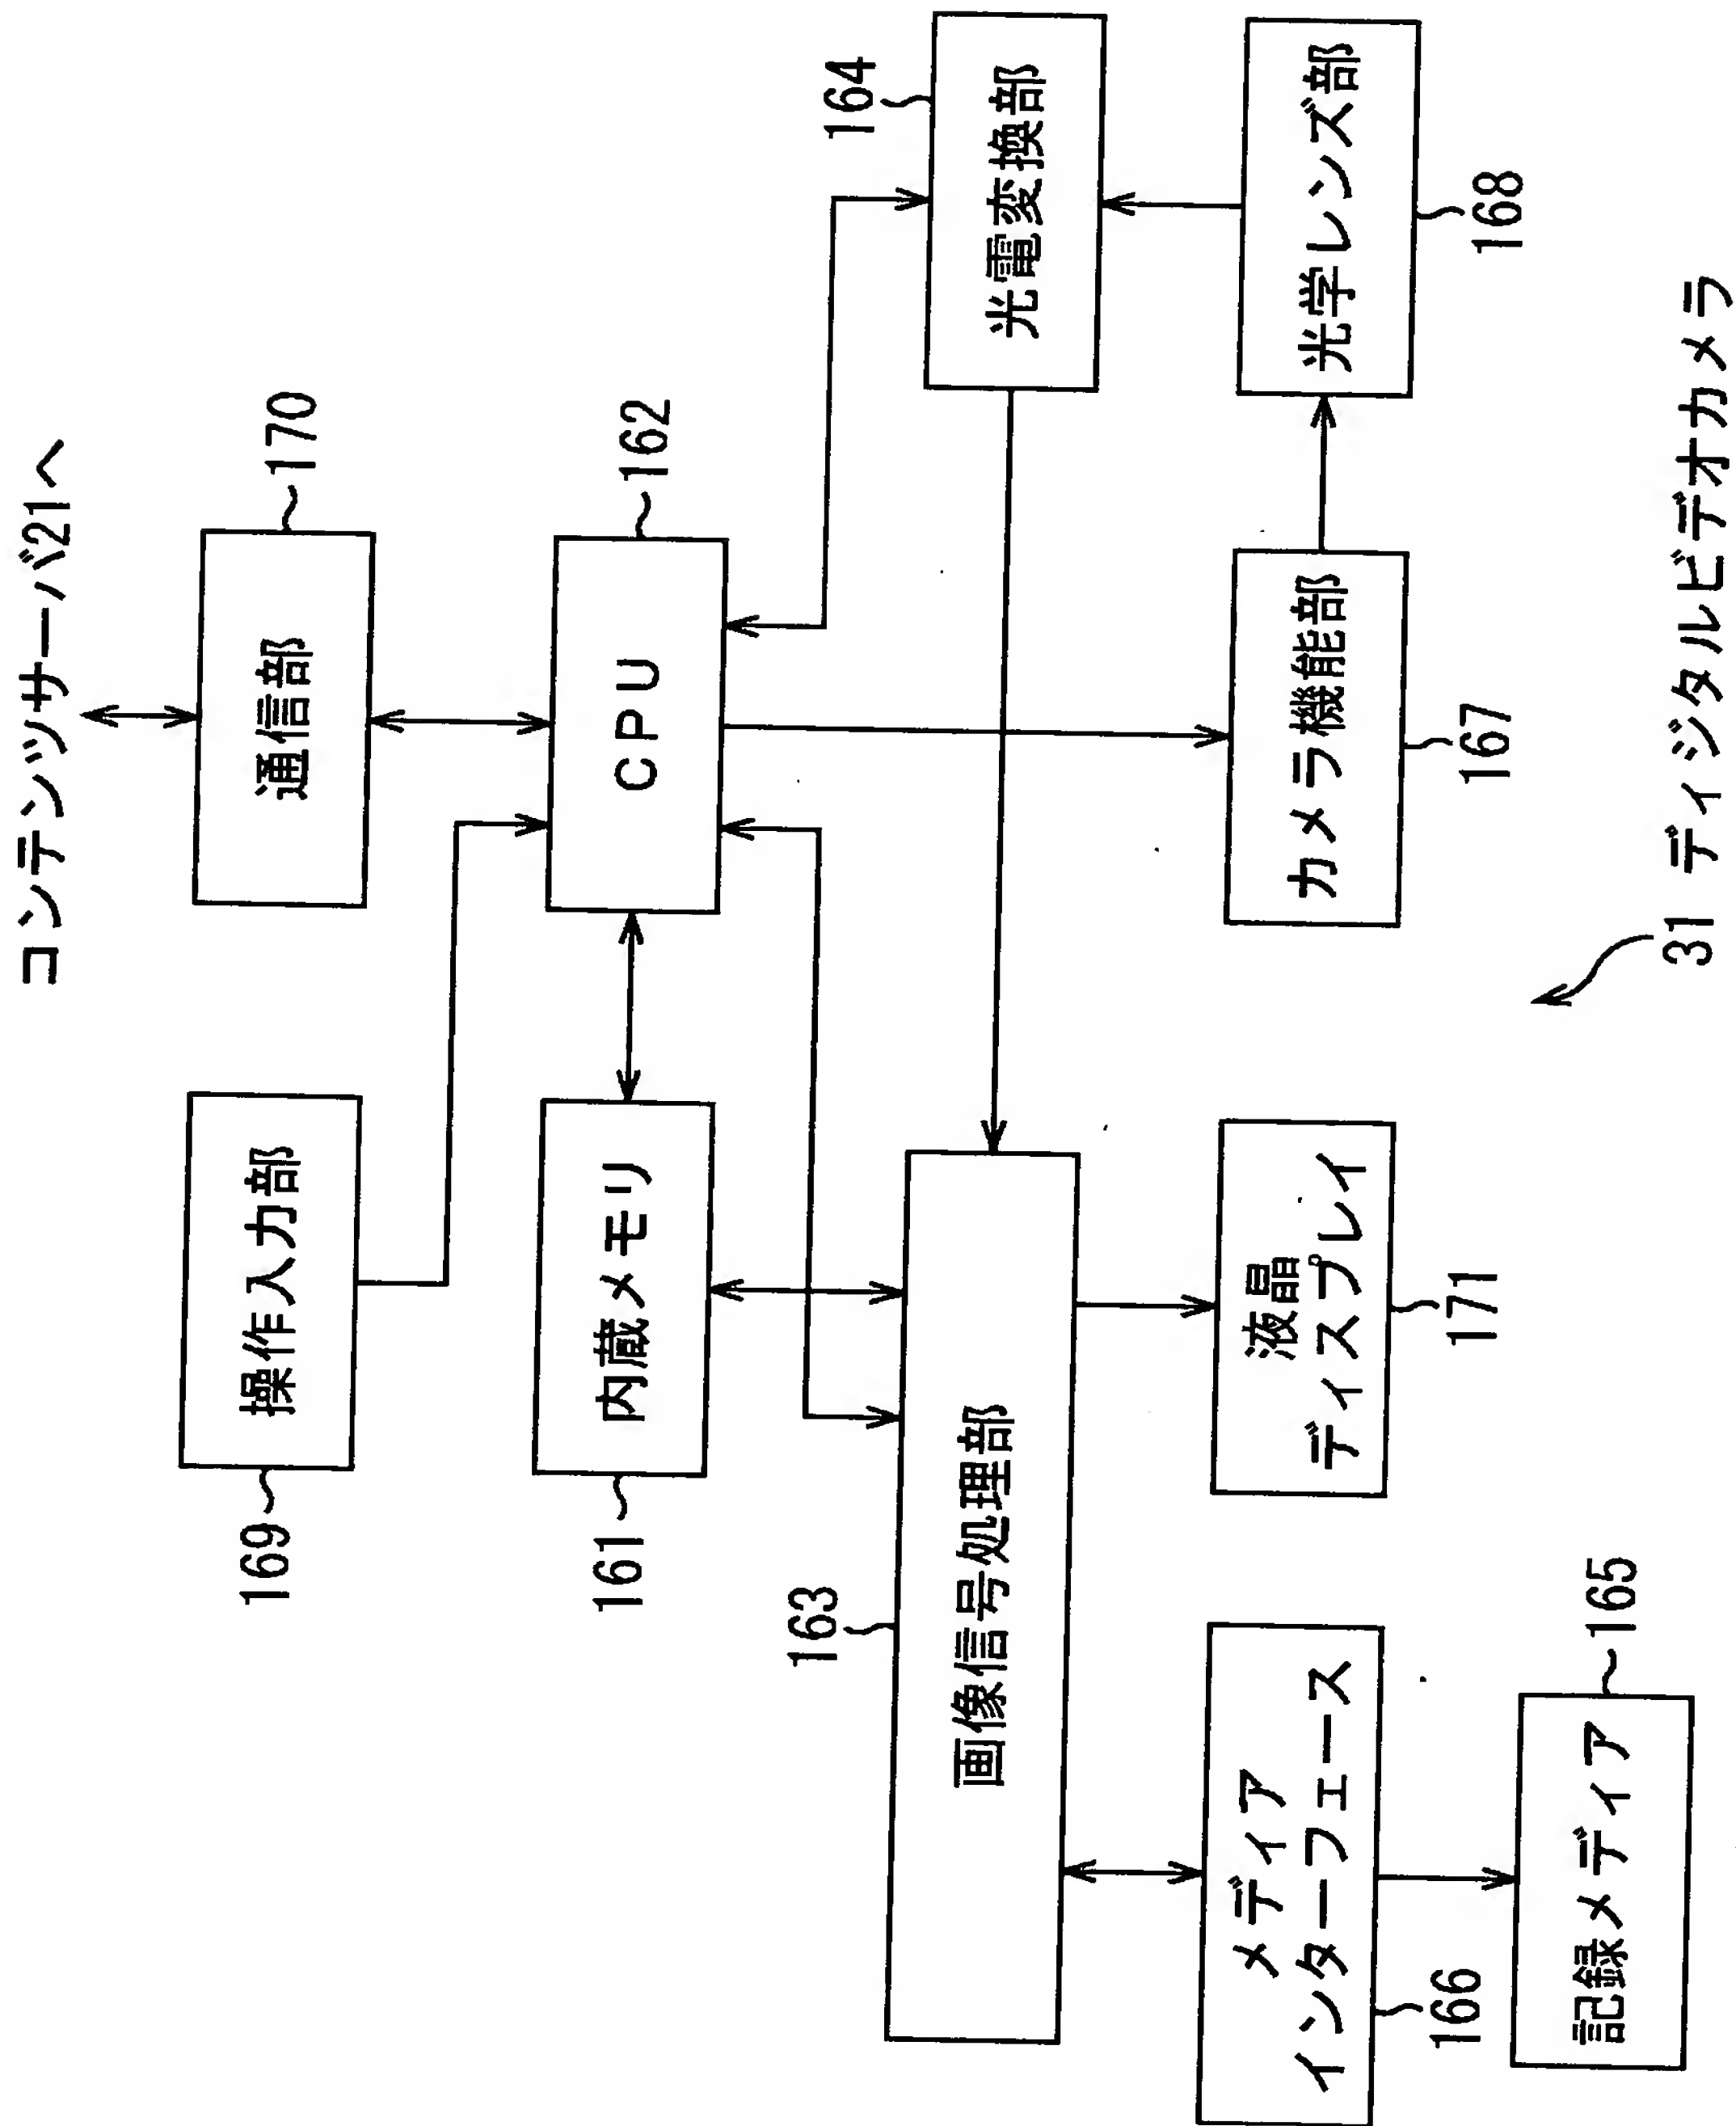 コンテンツサーバ21へ
169
操作入力部
通信部
170
161
内蔵メモリ
CPU
162
163
画像信号処理部
光電変換部
164
166
メディア
インターフェース
液晶
ディスプレイ
171
カメラ機能部
167
光学レンズ部
168
記録メディア
165
31 ディジタルビデオカメラ